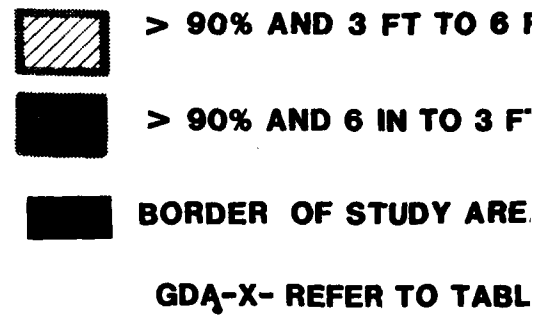 > 90% AND 3 FT TO 6
> 90% AND 6 IN TO 3
BORDER OF STUDY
GDA-X- REFER TO